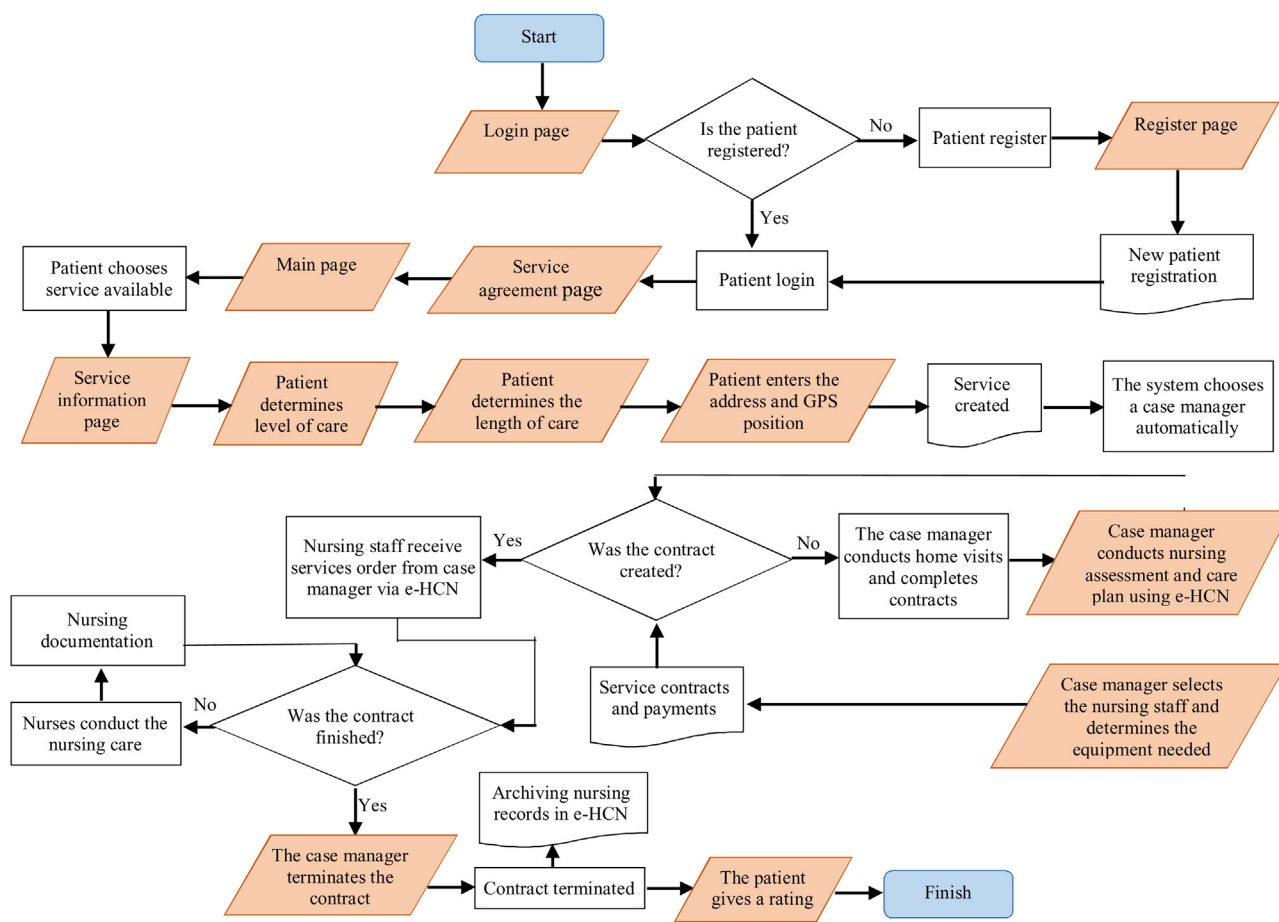 Start
Login page
Is the patient
registered?
No
Patient register
Register page
Yes
New patient
registration
Patient login
Service
agreement page
Main page
Patient chooses
service available
Service
information
page
Patient
determines
level of care
Patient
determines the
length of care
Patient enters the
address and GPS
position
Service
created
The system chooses
a case manager
automatically
Was the contract
created?
No
The case manager
conducts home visits
and completes
contracts
Case manager
conducts nursing
assessment and care
plan using e-HCN
Case manager selects
the nursing staff and
determines the
equipment needed
Service contracts
and payments
Yes
Nursing staff receive
services order from case
manager via e-HCN
Was the contract
finished?
No
Nurses conduct the
nursing care
Nursing
documentation
Yes
The case manager
terminates the
contract
Contract terminated
Archiving nursing
records in e-HCN
The patient
gives a rating
Finish